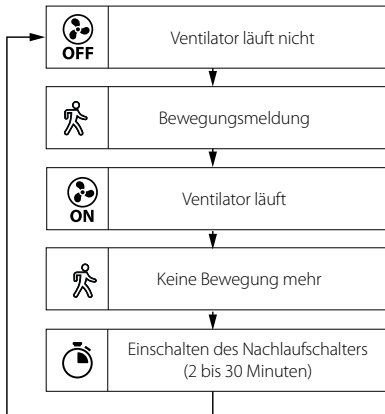 OFF
Ventilator läuft nicht
Bewegungsmeldung
ON
Ventilator läuft
Keine Bewegung mehr
Einschalten des Nachlaufschalters
(2 bis 30 Minuten)